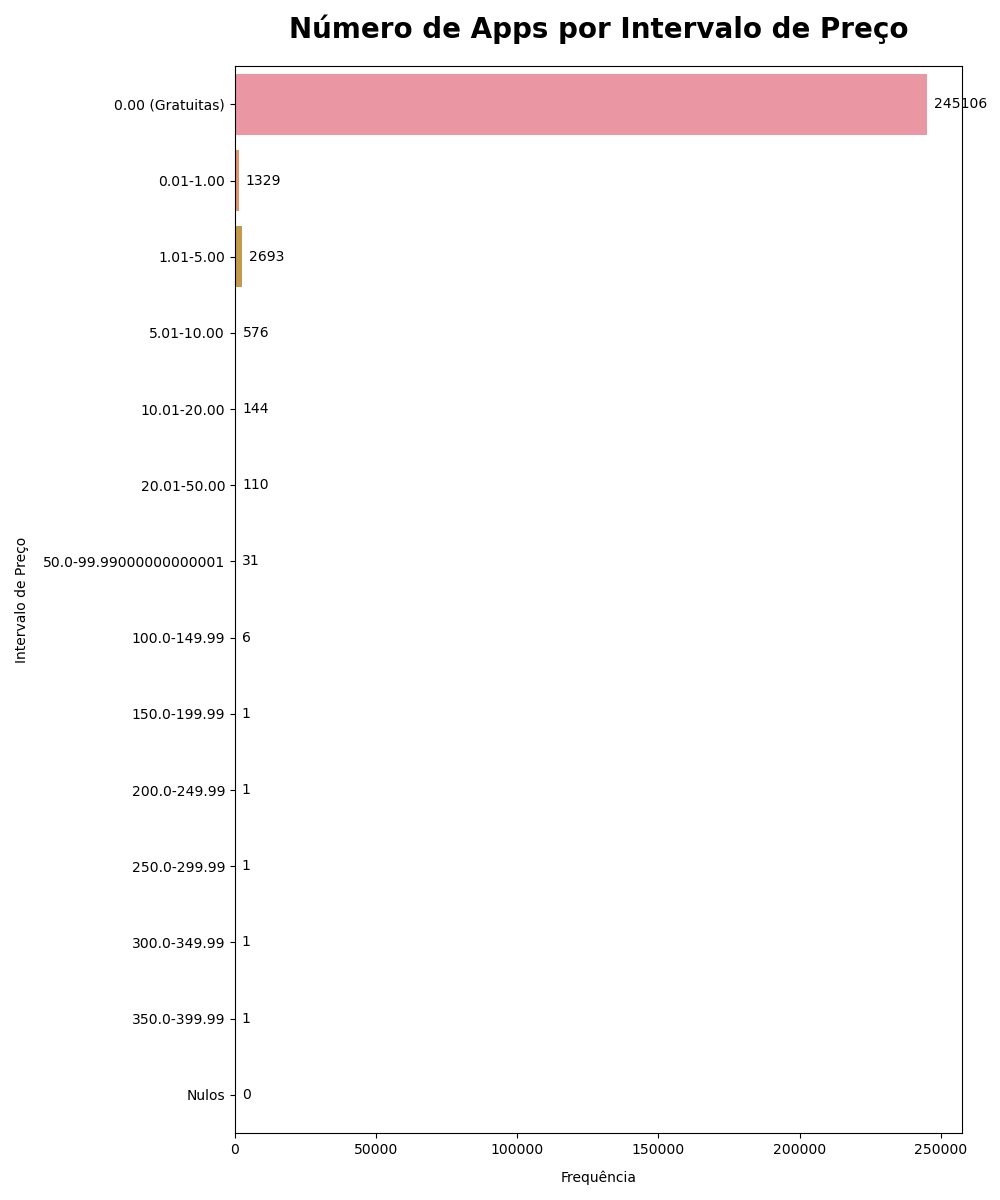 Número de Apps por Intervalo de Preço
0.00 (Gratuitas) 245106
0.01-1.00 1329
1.01-5.00 2693
5.01-10.00 576
10.01-20.00 144
20.01-50.00 110
50.0-99.99000000000001 31
100.0-149.99 6
150.0-199.99 1
200.0-249.99 1
250.0-299.99 1
300.0-349.99 1
350.0-399.99 1
Nulos 0
Intervalo de Preço
0 50000 100000 150000 200000 250000
Frequência